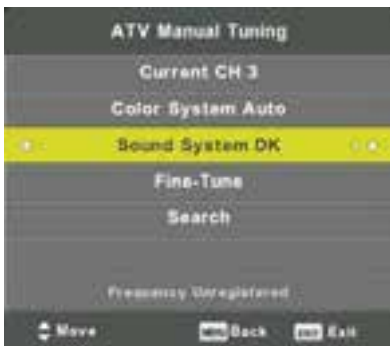 ATV Manual Tuning
Current CH 3
Color System Auto
Sound System DK
Fine-Tune
Search
Frequency Unregistered
Move Back Exit